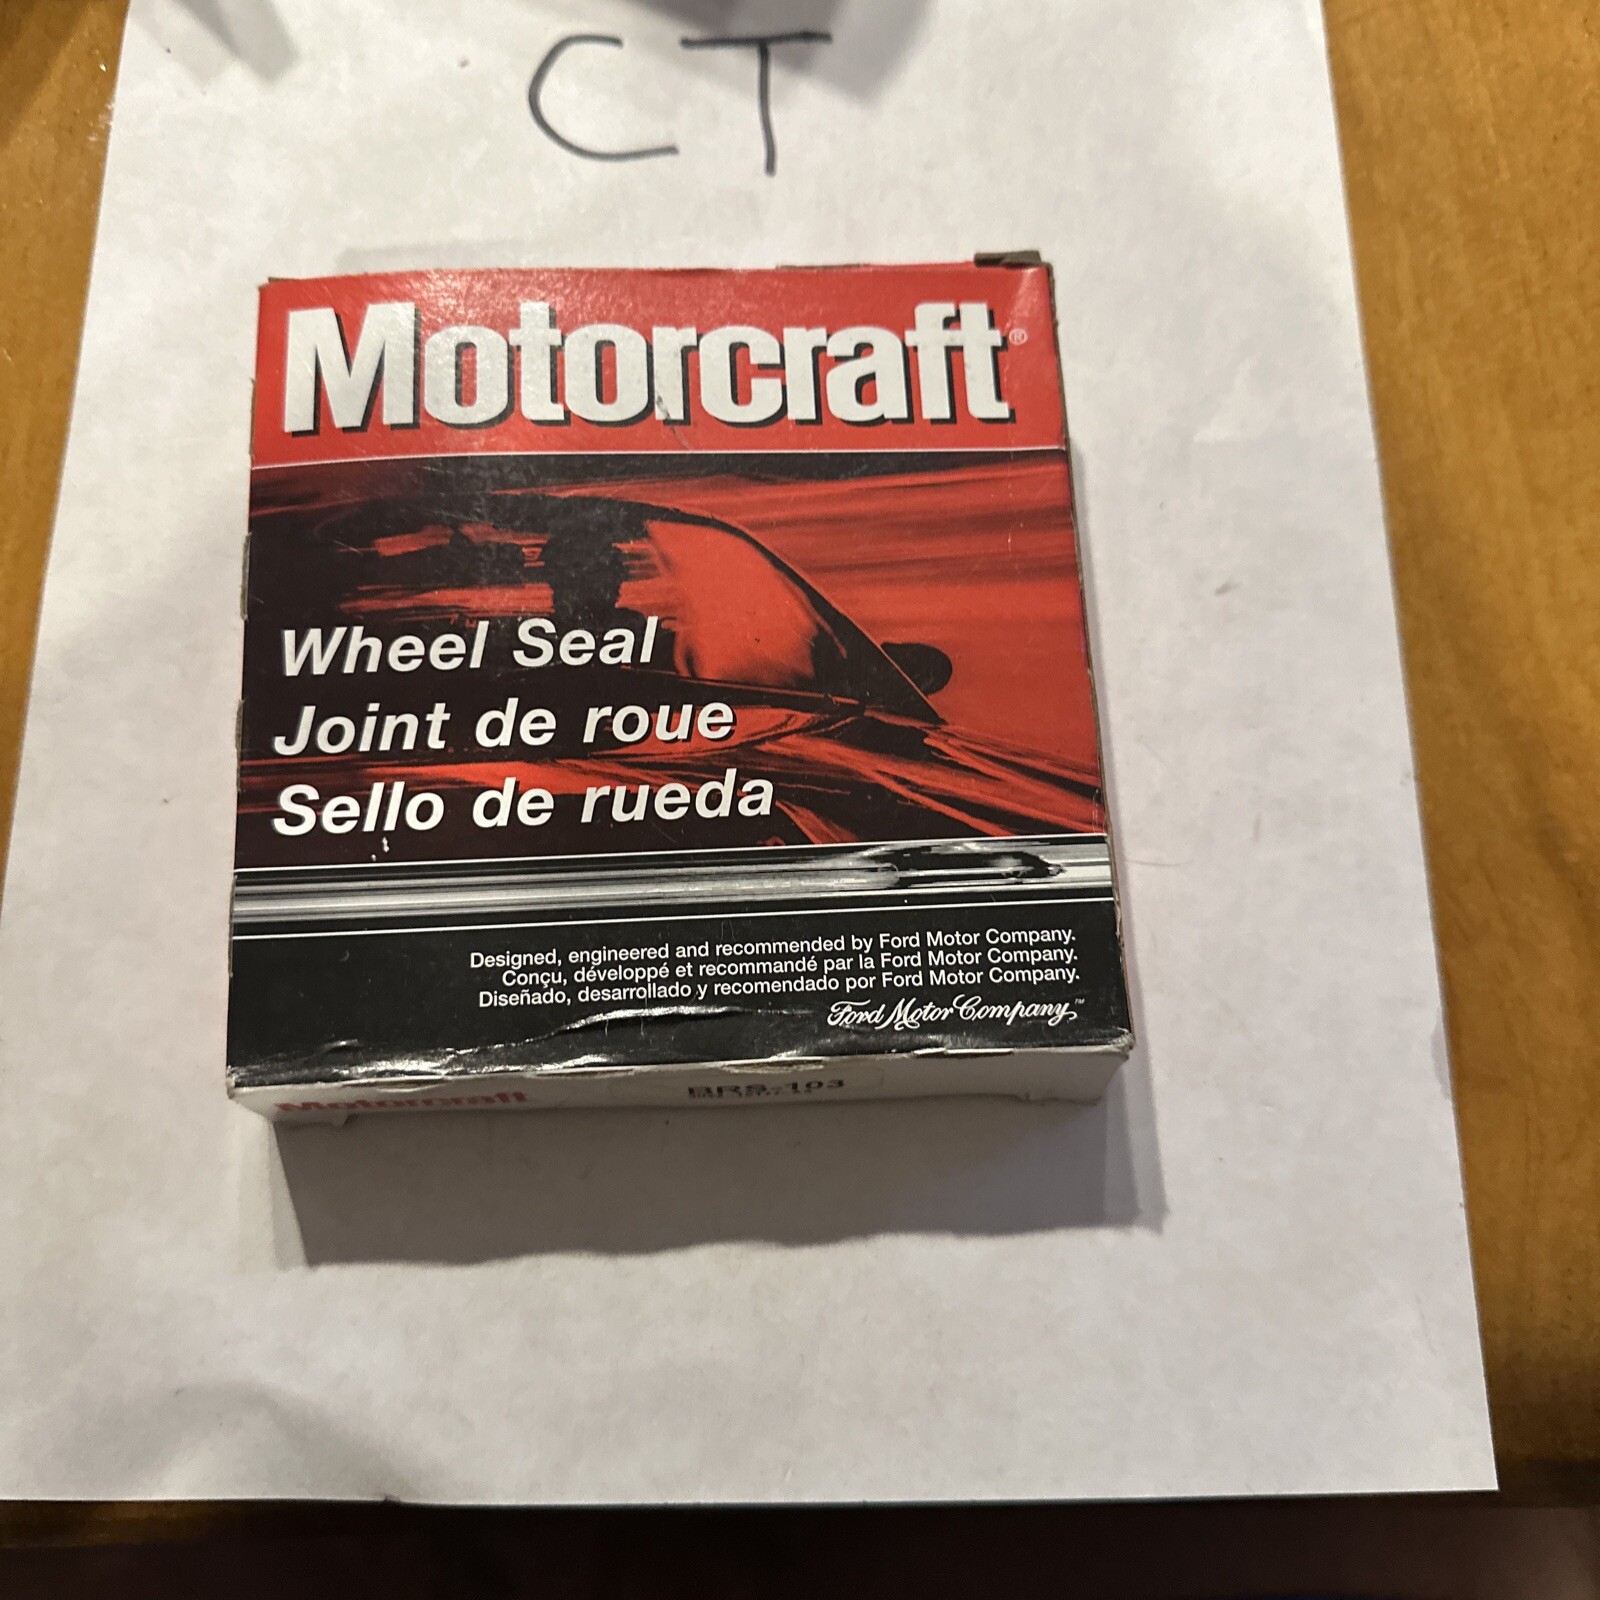 CT
Motorcraft®
Wheel Seal
Joint de roue
Sello de rueda
Designed, engineered and recommended by Ford Motor Company.
Conçu, développé et recommandé par la Ford Motor Company.
Diseñado, desarrollado y recomendado por Ford Motor Company.
Ford Motor Company™
Motorcraft BRS-103